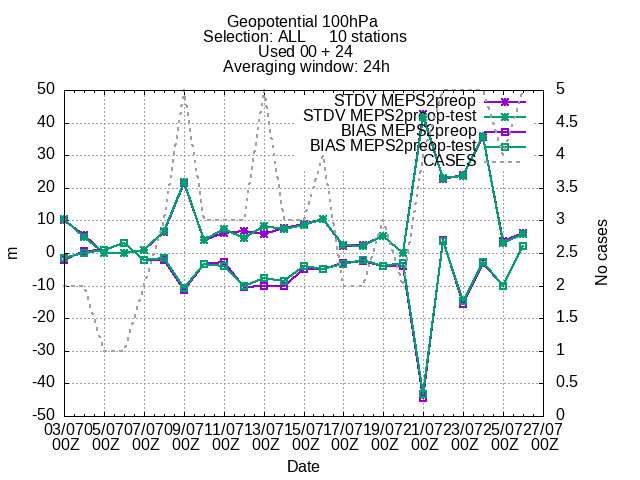 Geopotential 100hPa
Selection: ALL     10 stations
Used 00 + 24
Averaging window: 24h
50
40
30
20
10
0
-10
-20
-30
-40
-50
m
STDV MEPS2preop
STDV MEPS2preop-test
BIAS MEPS2preop
BIAS MEPS2preop-test
CASES
5
4.5
4
3.5
3
2.5
2
1.5
1
0.5
0
No cases
03/07 05/07 07/07 09/07 11/07 13/07 15/07 17/07 19/07 21/07 23/07 25/07 27/07
00Z 00Z 00Z 00Z 00Z 00Z 00Z 00Z 00Z 00Z 00Z 00Z 00Z
Date